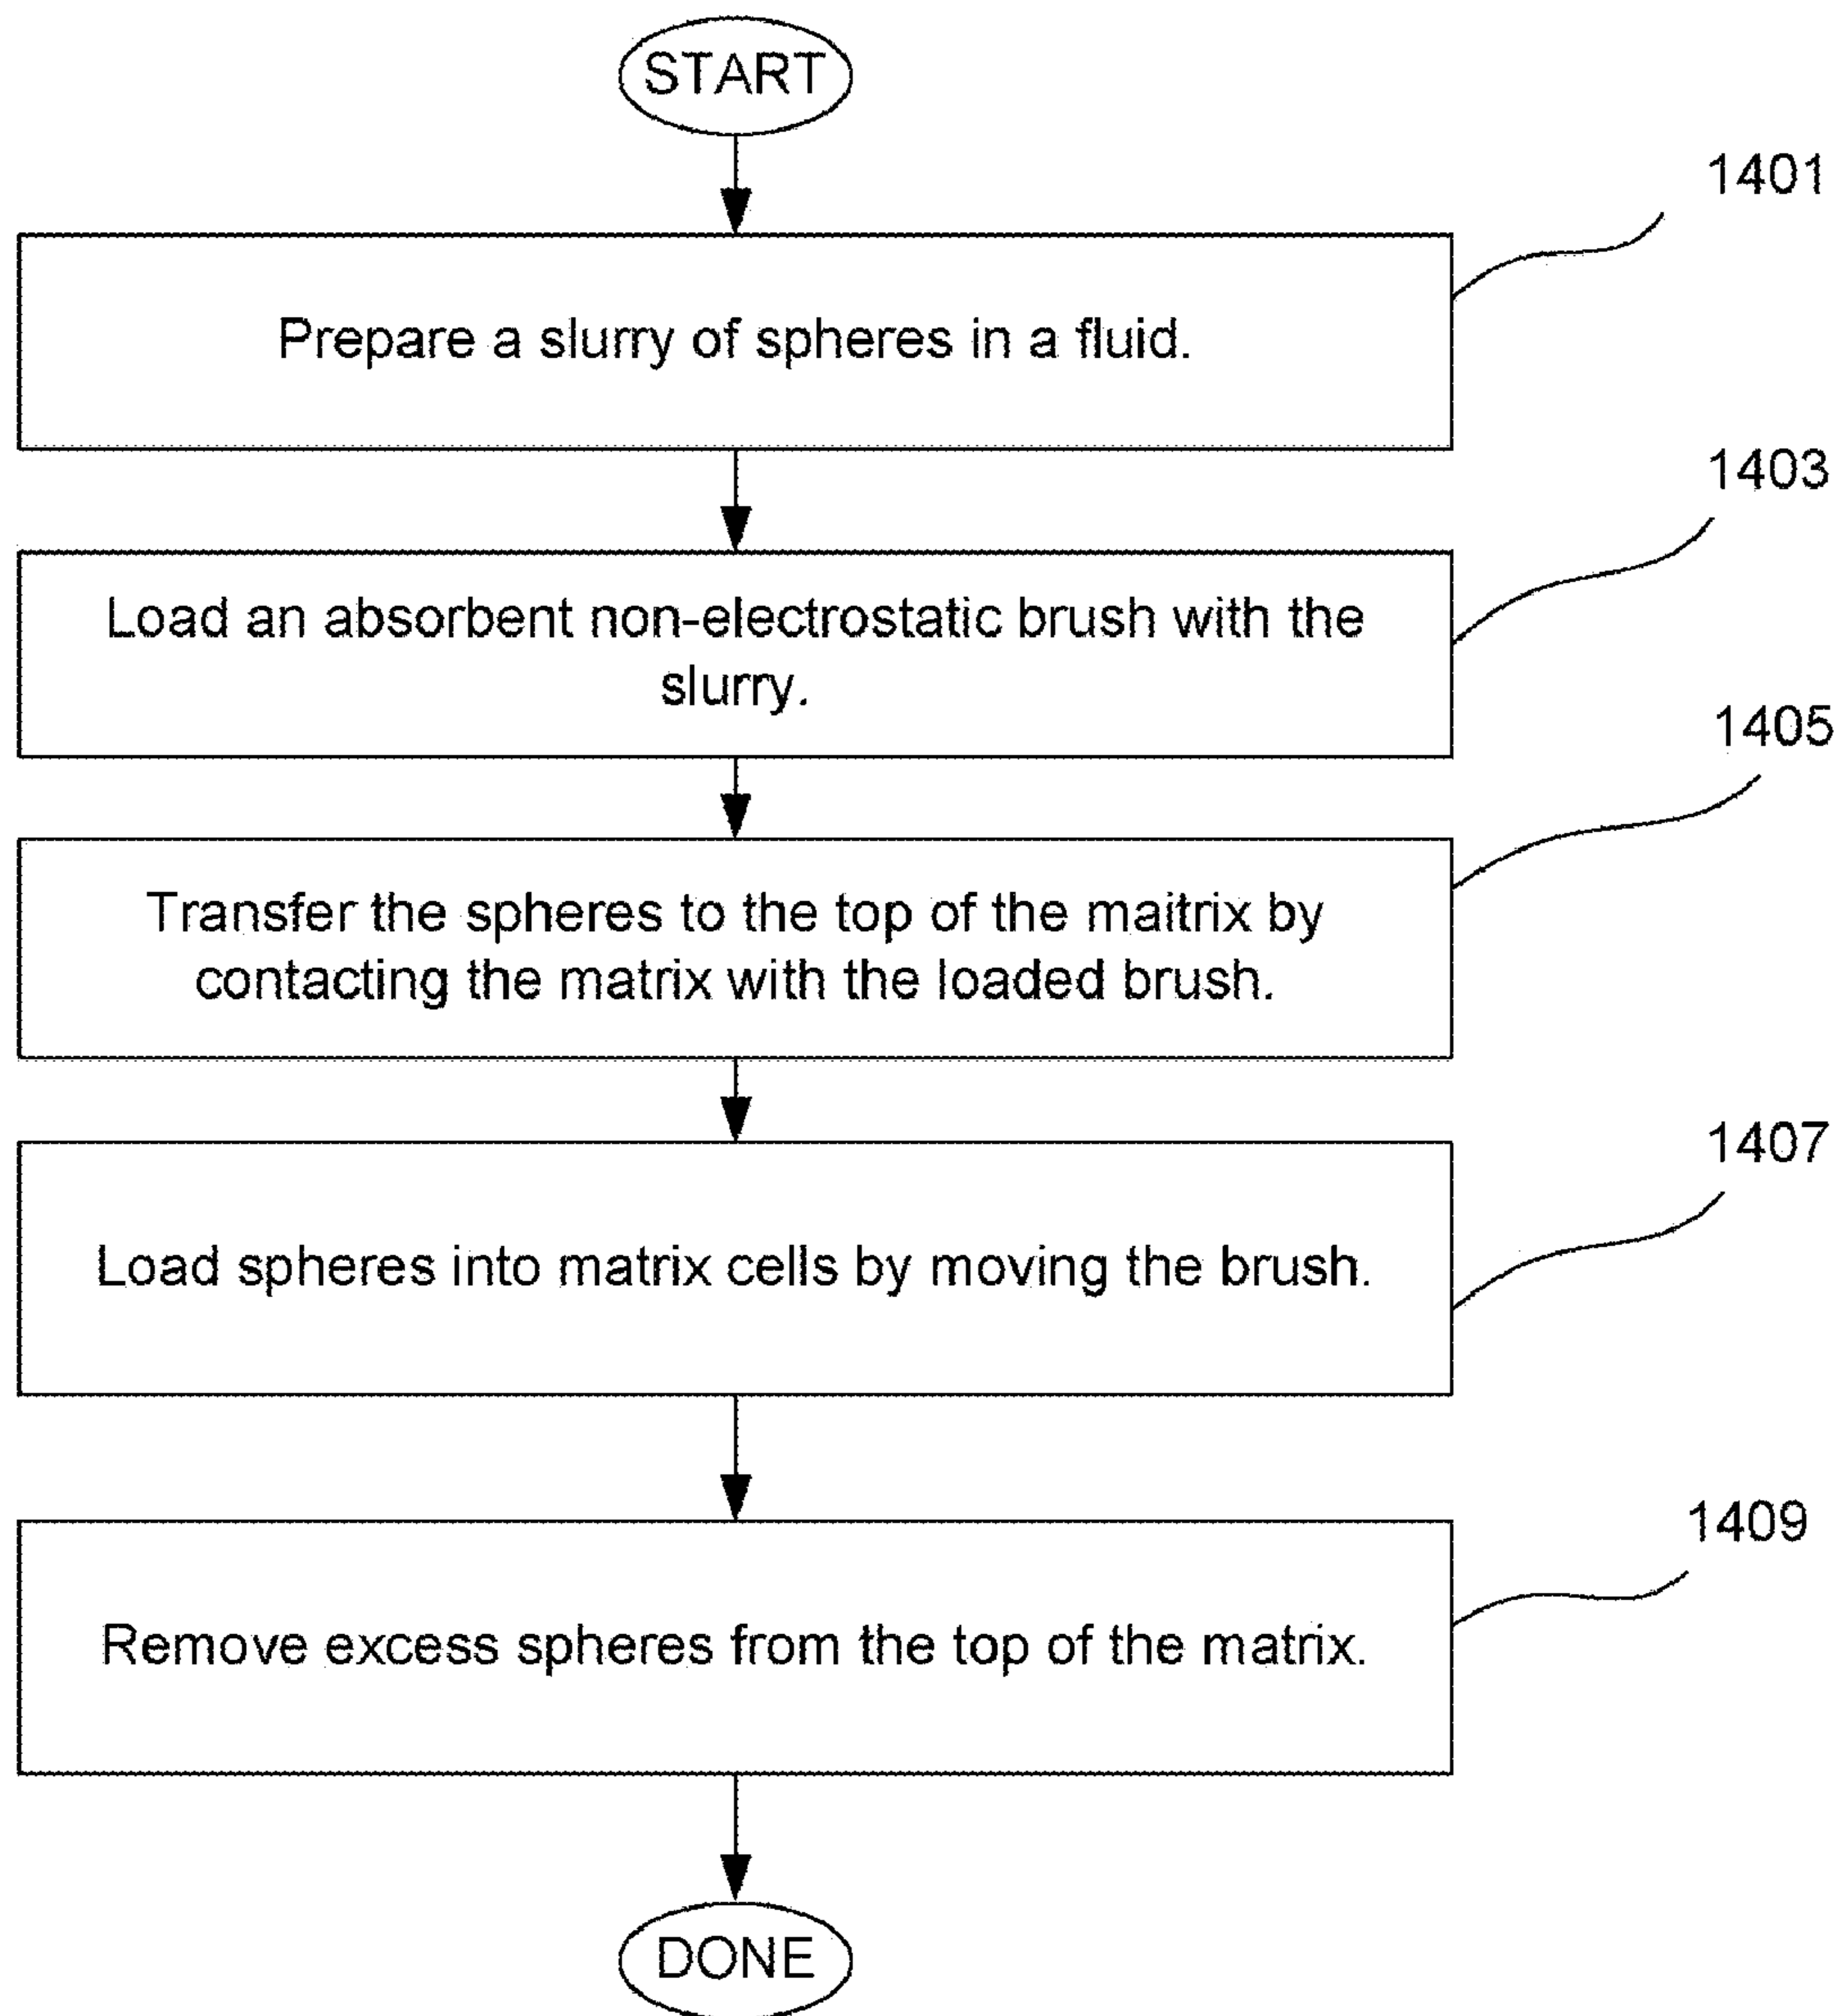 START
1401
Prepare a slurry of spheres in a fluid.
1403
Load an absorbent non-electrostatic brush with the
slurry.
1405
Transfer the spheres to the top of the maitrix by
contacting the matrix with the loaded brush.
1407
Load spheres into matrix cells by moving the brush.
1409
Remove excess spheres from the top of the matrix.
DONE